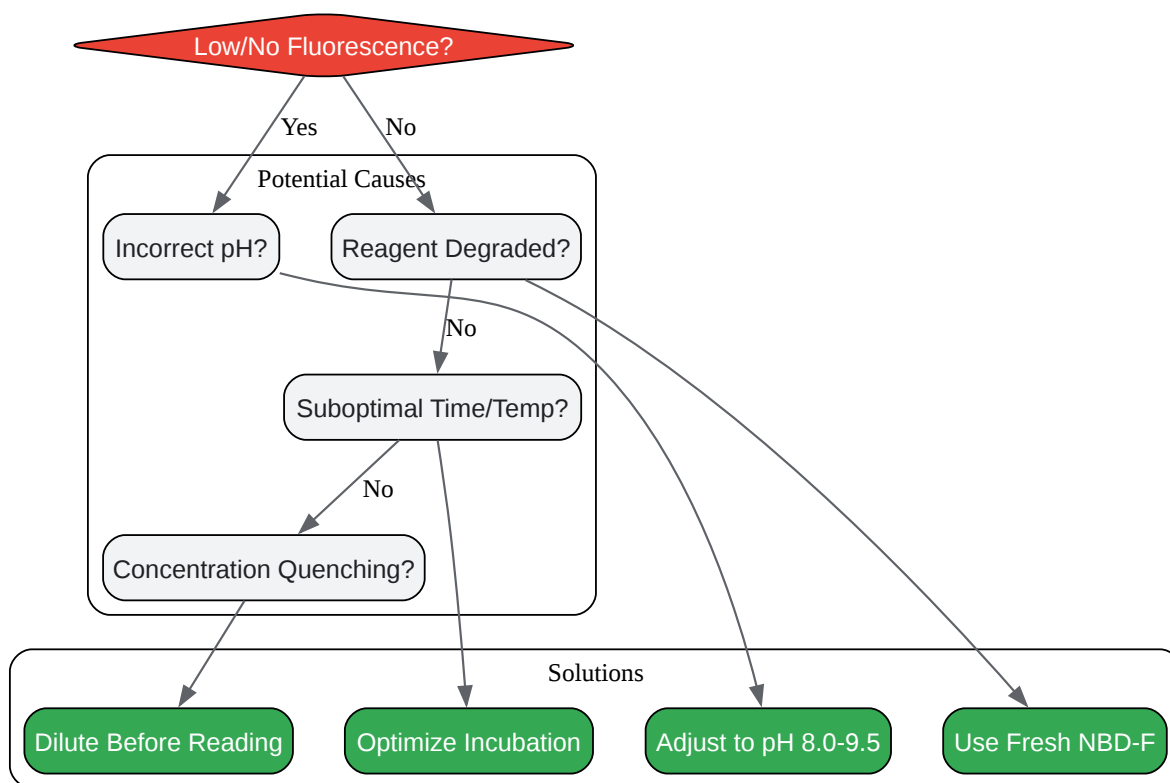 Low/No Fluorescence?
Yes
No
Potential Causes
Incorrect pH?
Reagent Degraded?
No
Suboptimal Time/Temp?
No
Concentration Quenching?
Solutions
Dilute Before Reading
Optimize Incubation
Adjust to pH 8.0-9.5
Use Fresh NBD-F